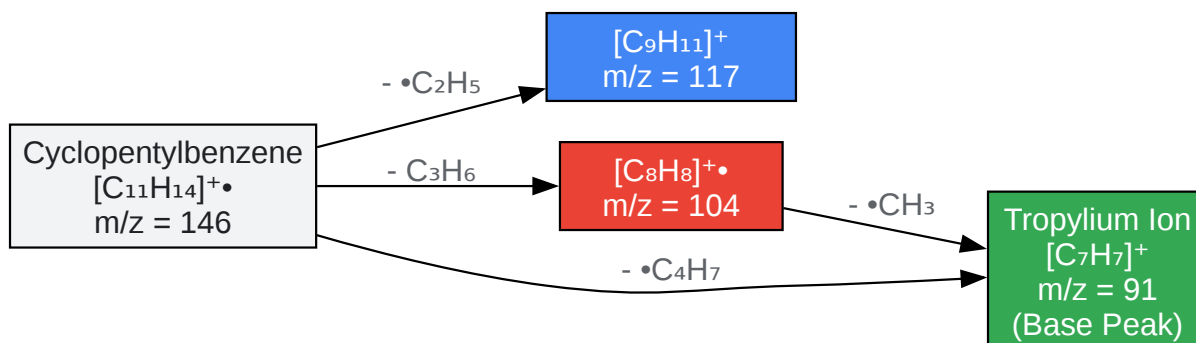 [C₉H₁₁]⁺
m/z = 117
- •C₂H₅
Cyclopentylbenzene
[C₁₁H₁₄]⁺•
m/z = 146
- C₃H₆
[C₈H₈]⁺•
m/z = 104
- •CH₃
- •C₄H₇
Tropylium Ion
[C₇H₇]⁺
m/z = 91
(Base Peak)